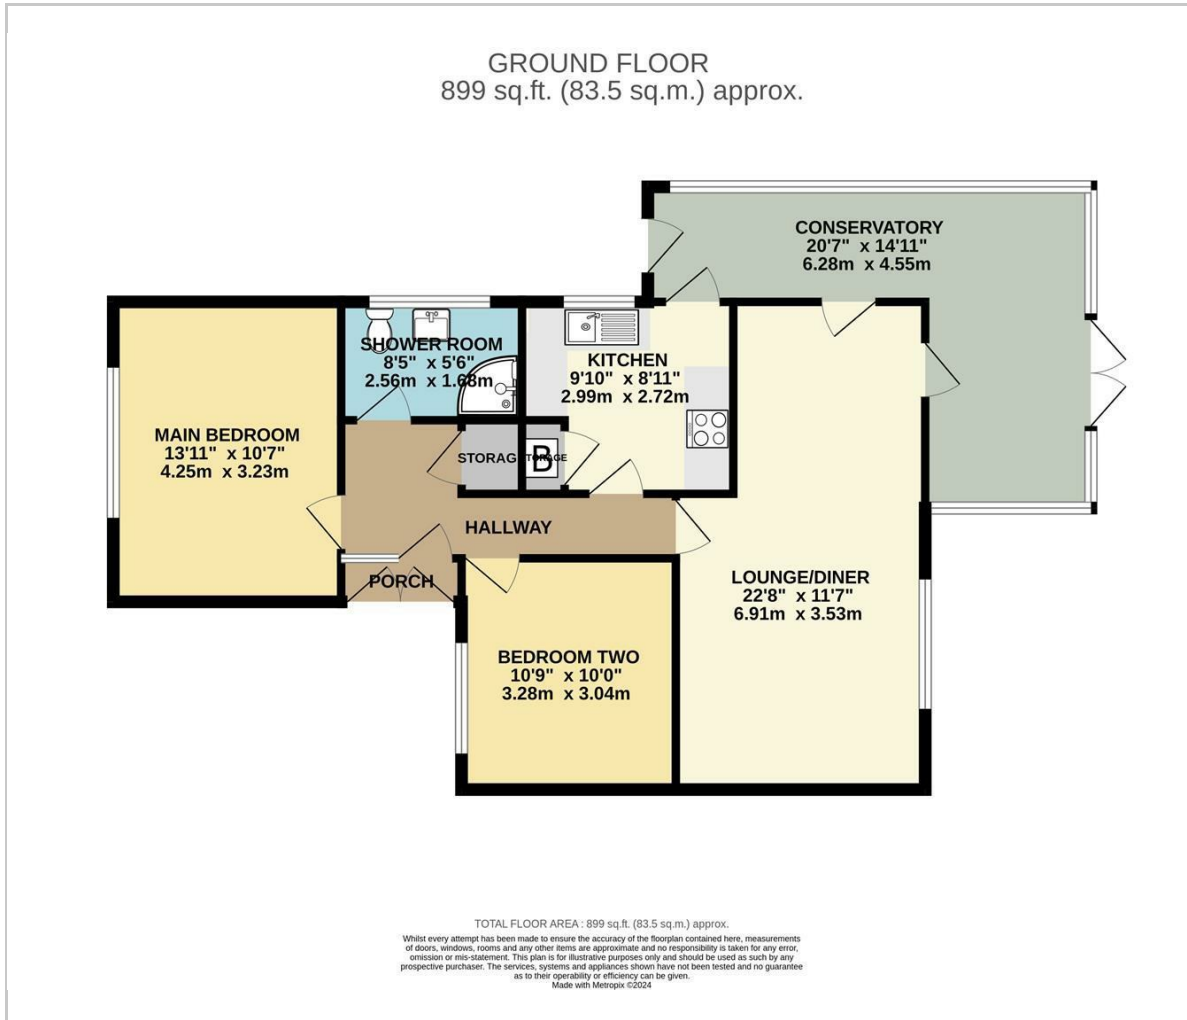 GROUND FLOOR
899 sq.ft. (83.5 sq.m.) approx.
CONSERVATORY
20'7" x 14'11"
6.28m x 4.55m
SHOWER ROOM
8'5" x 5'6"
2.56m x 1.68m
KITCHEN
9'10" x 8'11"
2.99m x 2.72m
MAIN BEDROOM
13'11" x 10'7"
4.25m x 3.23m
STORAGE
STORAGE
B
HALLWAY
PORCH
LOUNGE/DINER
22'8" x 11'7"
6.91m x 3.53m
BEDROOM TWO
10'9" x 10'0"
3.28m x 3.04m
TOTAL FLOOR AREA : 899 sq.ft. (83.5 sq.m.) approx.
Whilst every attempt has been made to ensure the accuracy of the floorplan contained here, measurements
of doors, windows, rooms and any other items are approximate and no responsibility is taken for any error,
omission or mis-statement. This plan is for illustrative purposes only and should be used as such by any
prospective purchaser. The services, systems and appliances shown have not been tested and no guarantee
as to their operability or efficiency can be given.
Made with Metropix ©2024